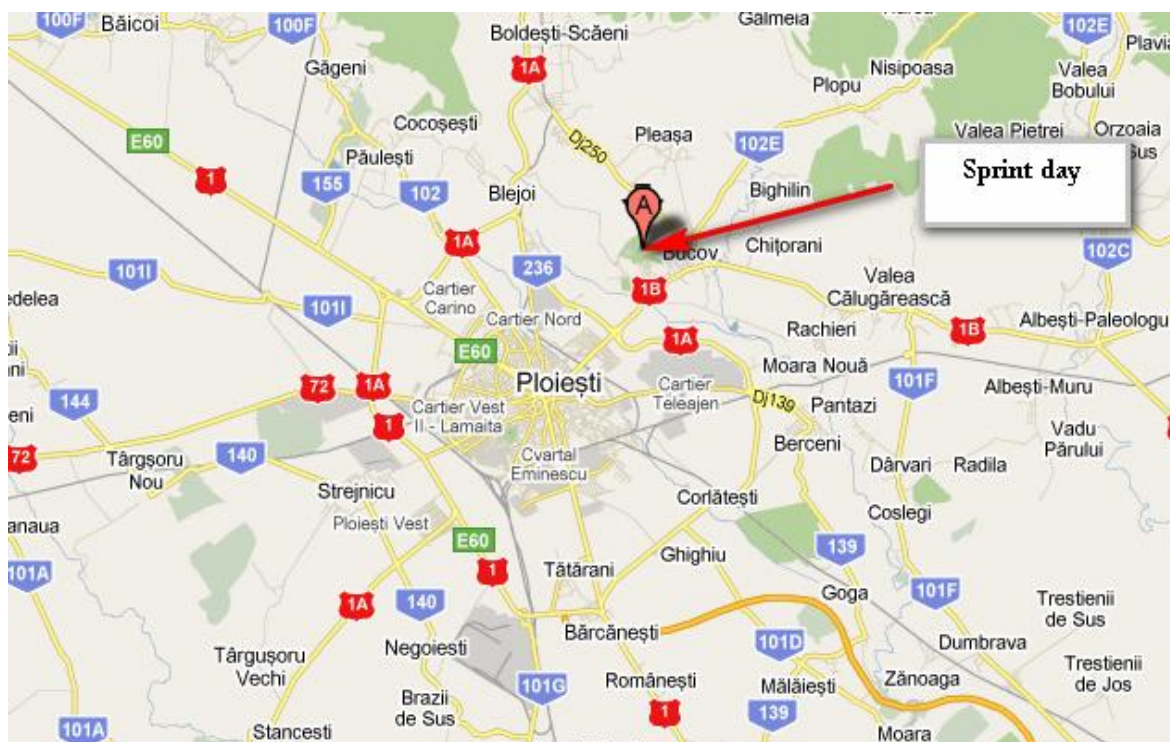 100F
Băicoi
100F
Găgeni
Boldești-Scăeni
1A
Galmeia
102E
Plavia
Nisipoasa
Valea
Bobului
Plopu
E60
1
Cocoșești
Păulești
155
102
Dj250
Pleașa
102E
Valea Pietrei
Orzoaia
Sus
Sprint day
Blejoi
Bighilin
A
1A
Bucov
Chițorani
102C
101I
236
1B
Valea
Călugărească
edelea
101I
Cartier
Carino
Cartier Nord
1A
Rachieri
1B
Albești-Paleologu
E60
Moara Nouă
ni
72
1A
Ploiești
Cartier
Teleajen
101F
Albești-Muru
144
eni
1
Cartier Vest
II - Lamaita
Dj139
Pantazi
Vadu
Părului
72
Târgșoru
Nou
140
Cvartal
Eminescu
Berceni
Dârvari
Radila
Strejnicu
Corlătești
Coslegi
anaua
Ploiești Vest
E60
139
101A
1
Tătărani
Ghighiu
1A
140
Goga
101F
Trestienii
de Sus
Bărcănești
101D
Dumbrava
Târgușoru
Vechi
Negoiesti
101G
Românești
Mălăiești
Zănoaga
Trestienii
de Jos
Brazii
de Sus
1
139
101A
Stancesti
Moara